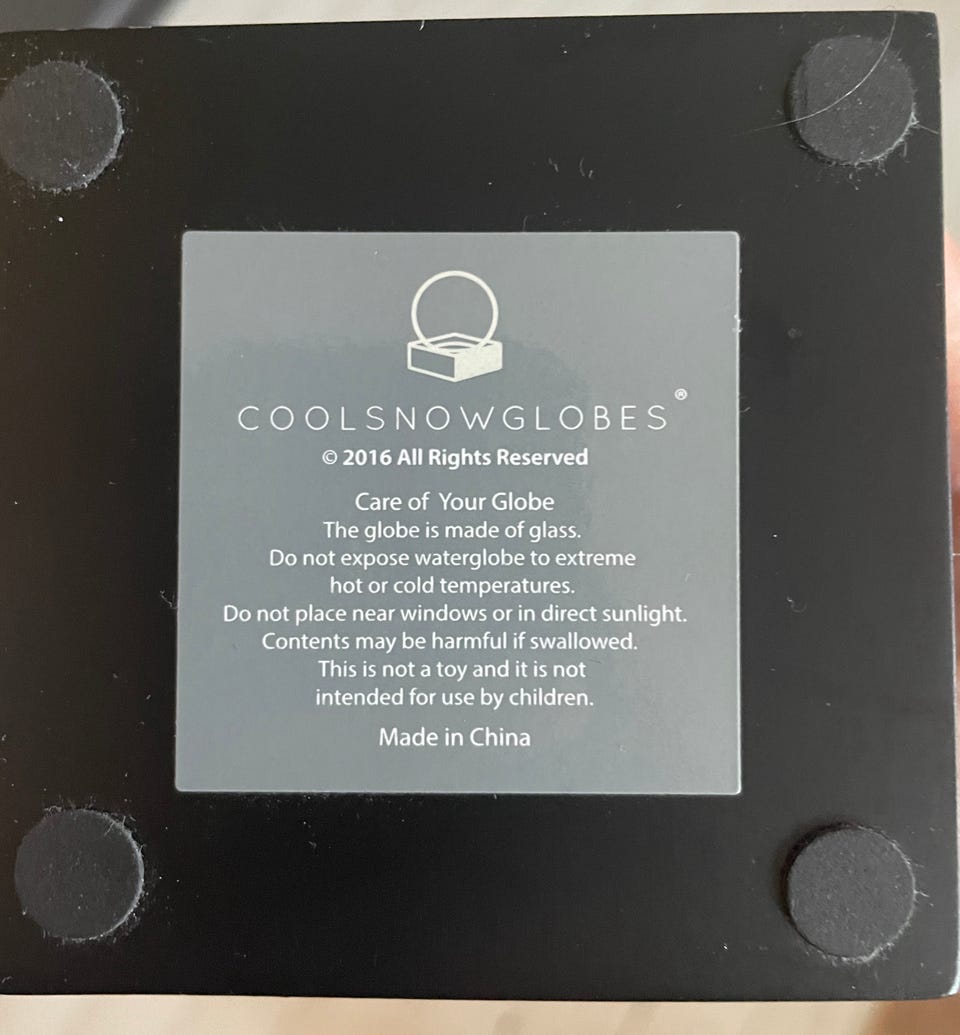 COOLSNOWGLOBES®
© 2016 All Rights Reserved
Care of Your Globe
The globe is made of glass.
Do not expose waterglobe to extreme
hot or cold temperatures.
Do not place near windows or in direct sunlight.
Contents may be harmful if swallowed.
This is not a toy and it is not
intended for use by children.
Made in China